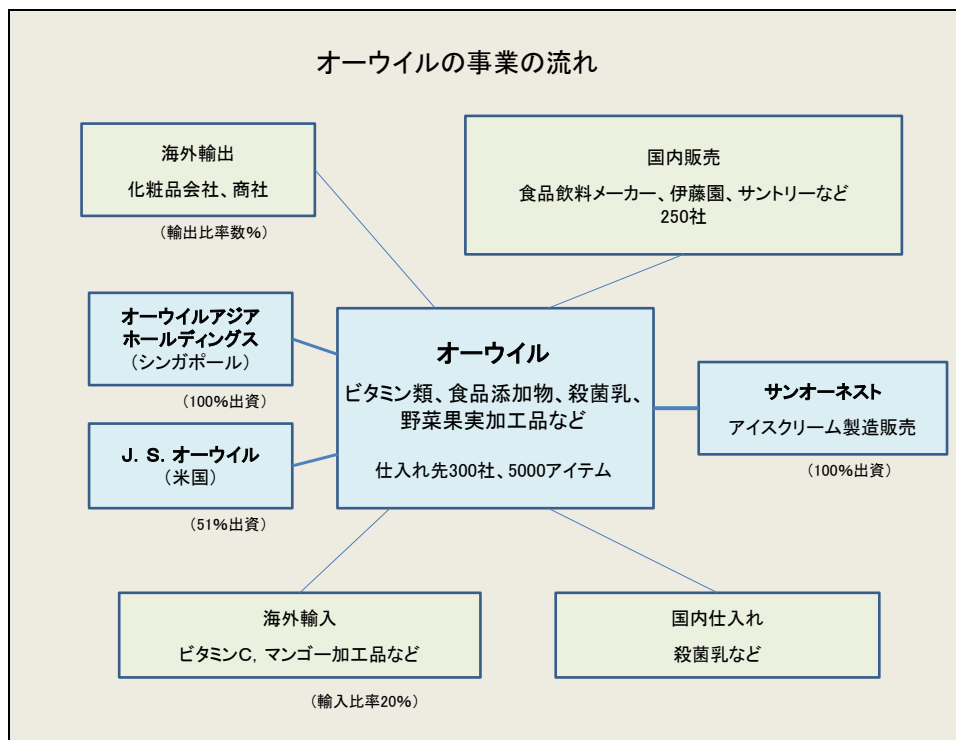 オーウイルの事業の流れ
海外輸出
化粧品会社、商社
（輸出比率数%）
国内販売
食品飲料メーカー、伊藤園、サントリーなど
250社
オーウイルアジア
ホールディングス
（シンガポール）
（100%出資）
J. S. オーウイル
（米国）
（51%出資）
オーウイル
ビタミン類、食品添加物、殺菌乳、
野菜果実加工品など
仕入れ先300社、5000アイテム
サンオーネスト
アイスクリーム製造販売
（100%出資）
海外輸入
ビタミンC, マンゴー加工品など
（輸入比率20%）
国内仕入れ
殺菌乳など